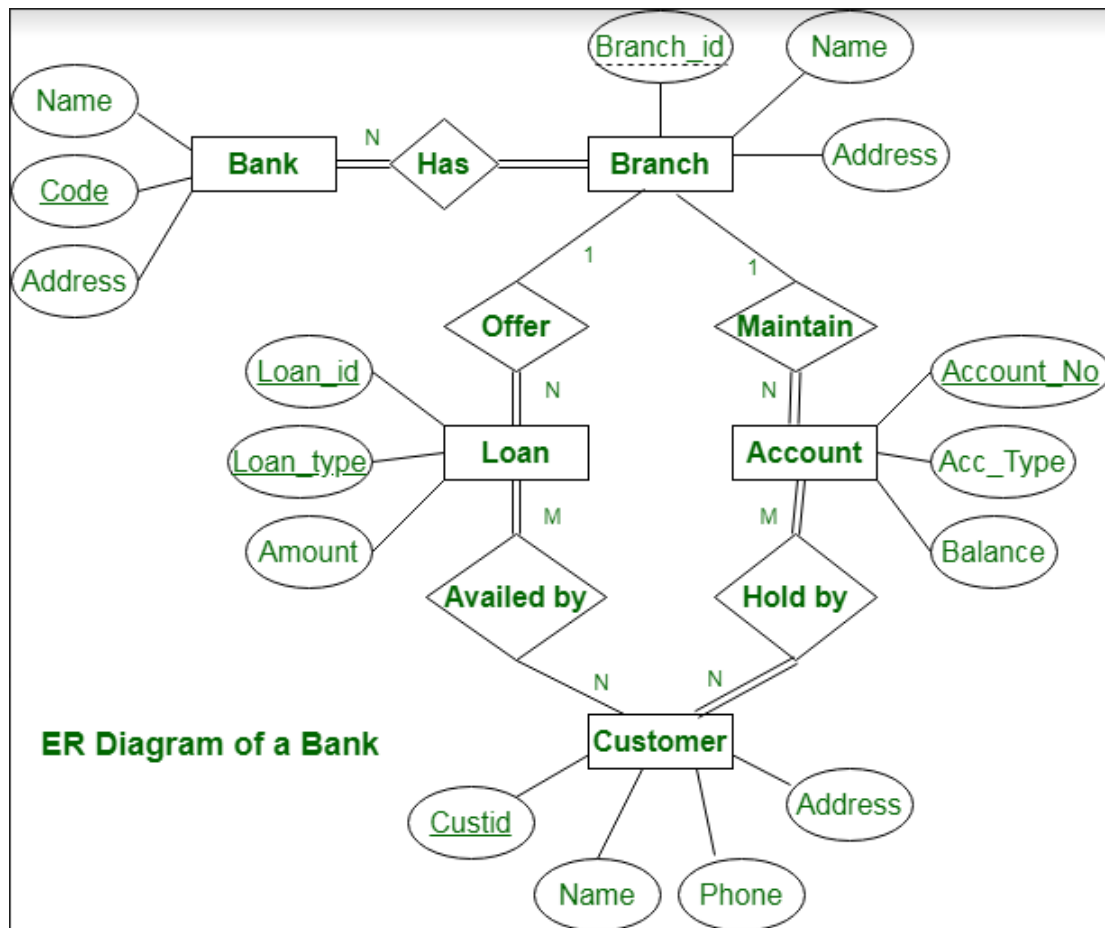 Branch_id
Name
Name
Bank
N
Has
Branch
Address
Code
Address
1
1
Offer
Maintain
Loan_id
N
N
Account_No
Loan_type
Loan
Account
Acc_Type
M
M
Amount
Balance
Availed by
Hold by
N
N
ER Diagram of a Bank
Customer
Address
Custid
Name
Phone